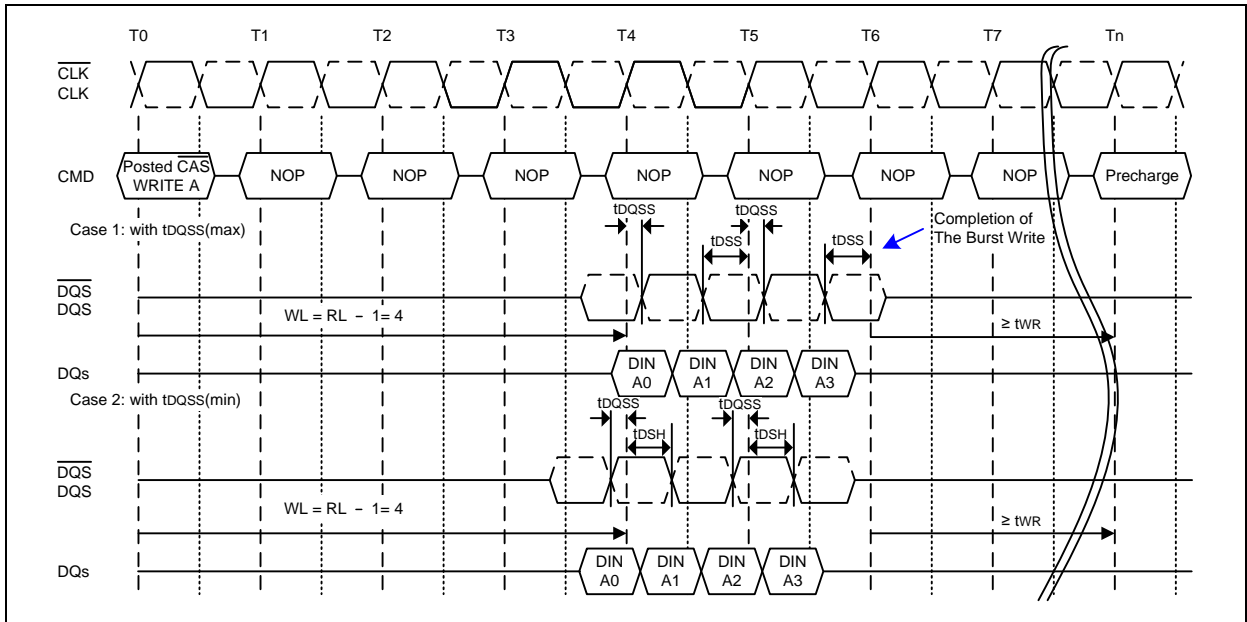 T0 T1 T2 T3 T4 T5 T6 T7 Tn
CLK
CLK
CMD
Posted CAS
WRITE A
NOP NOP NOP NOP NOP NOP NOP Precharge
Case 1: with tDQSS(max)
tDQSS tDQSS
tDSS tDSS
Completion of
The Burst Write
DQS
DQS
WL = RL - 1= 4
≥ tWR
DQs
DIN
A0
DIN
A1
DIN
A2
DIN
A3
Case 2: with tDQSS(min)
tDQSS tDQSS
tDSH tDSH
DQS
DQS
WL = RL - 1= 4
≥ tWR
DQs
DIN
A0
DIN
A1
DIN
A2
DIN
A3